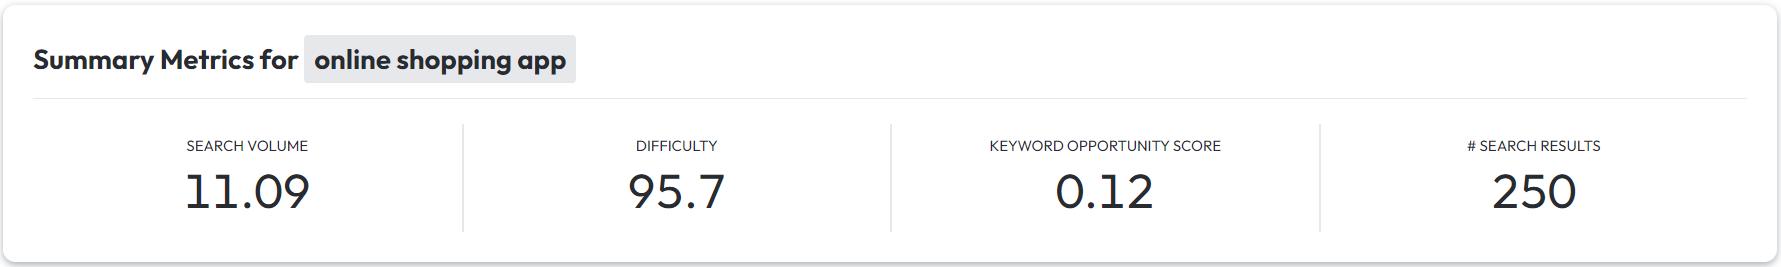 Summary Metrics for online shopping app
SEARCH VOLUME
11.09
DIFFICULTY
95.7
KEYWORD OPPORTUNITY SCORE
0.12
# SEARCH RESULTS
250